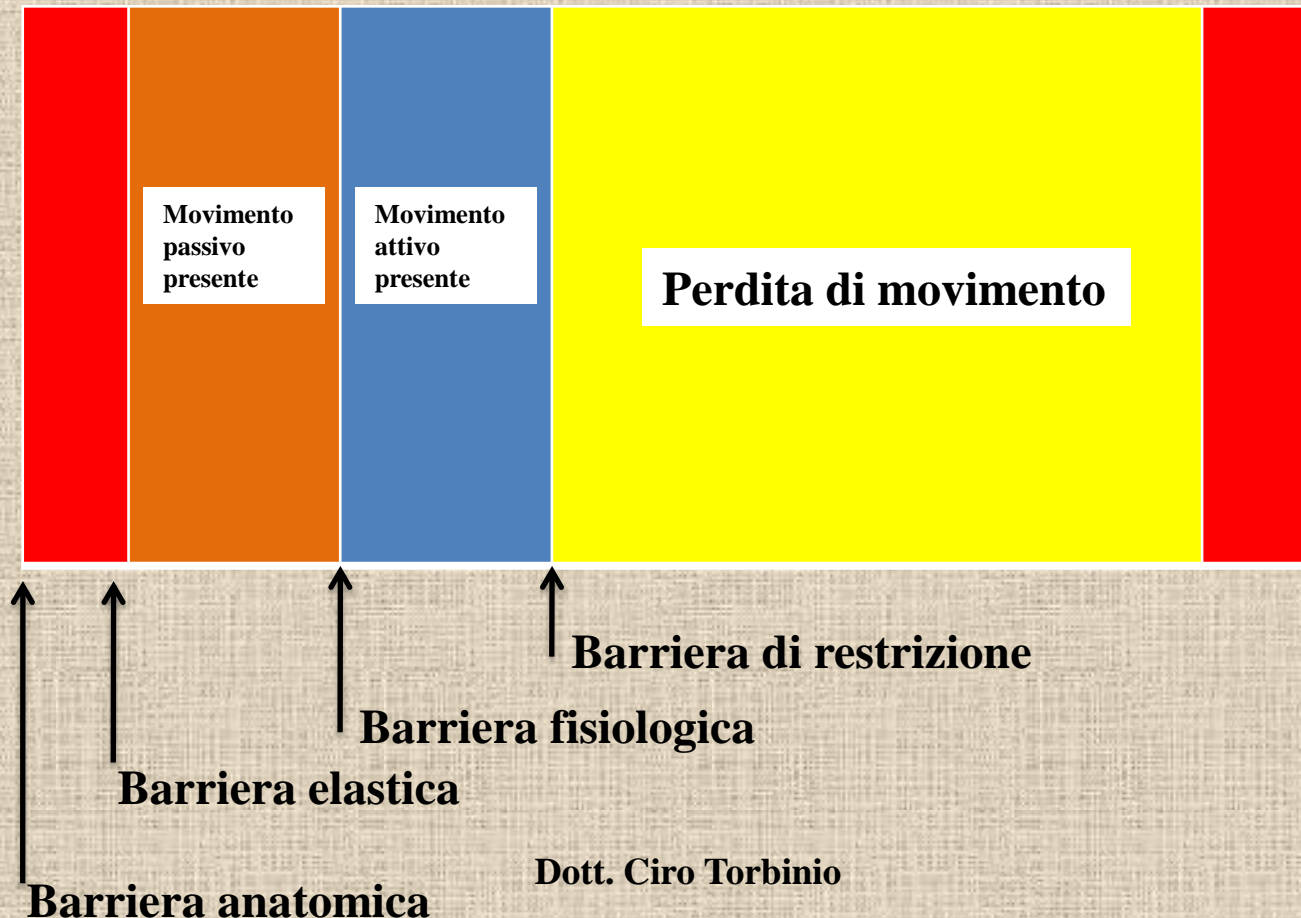 Movimento
passivo
presente
Movimento
attivo
presente
Perdita di movimento
Barriera di restrizione
Barriera fisiologica
Barriera elastica
Dott. Ciro Torbinio
Barriera anatomica